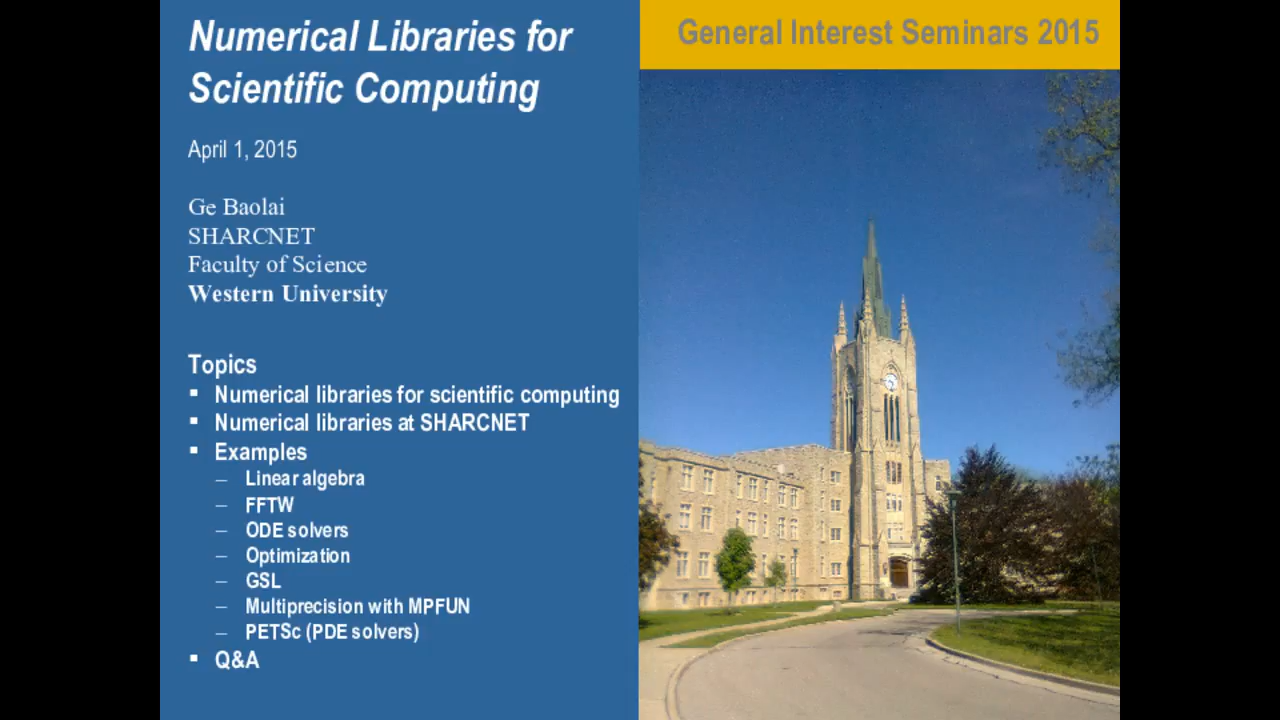 Numerical Libraries for
Scientific Computing
April 1, 2015
Ge Baolai
SHARCNET
Faculty of Science
Western University
Topics
▪ Numerical libraries for scientific computing
▪ Numerical libraries at SHARCNET
▪ Examples
– Linear algebra
– FFTW
– ODE solvers
– Optimization
– GSL
– Multiprecision with MPFUN
– PETSc (PDE solvers)
▪ Q&A
General Interest Seminars 2015